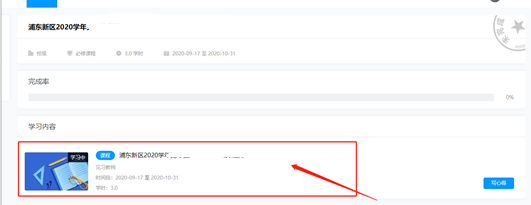 浦东新区2020学年。
校级 必修课程 3.0 学时 2020-09-17 至 2020-10-31
完成率
0%
学习内容
学习中
课程 浦东新区2020学年
见习教师
时间段：2020-09-17 至 2020-10-31
学时：3.0
写心得